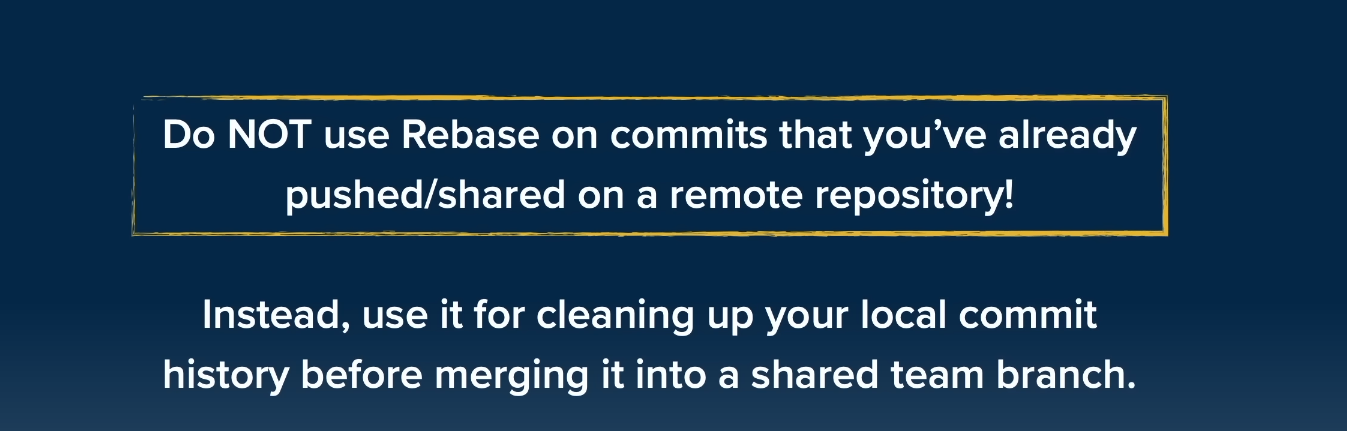 Do NOT use Rebase on commits that you’ve already
pushed/shared on a remote repository!
Instead, use it for cleaning up your local commit
history before merging it into a shared team branch.